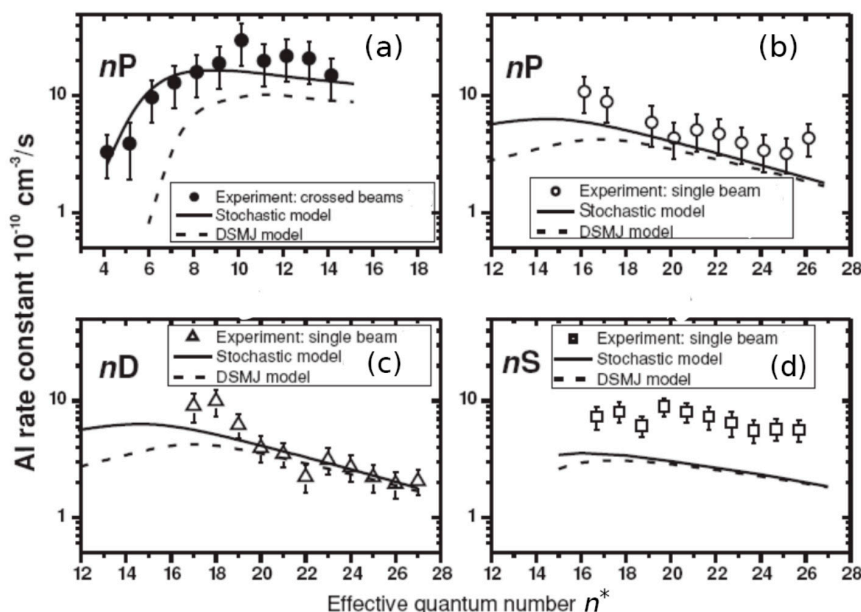 AI rate constant 10⁻¹⁰ cm⁻³/s
nP
(a)
10
1
Experiment: crossed beams
Stochastic model
DSMJ model
4 6 8 10 12 14 16 18
nP
(b)
10
1
Experiment: single beam
Stochastic model
DSMJ model
12 14 16 18 20 22 24 26 28
nD
(c)
10
1
Experiment: single beam
Stochastic model
DSMJ model
12 14 16 18 20 22 24 26 28
nS
(d)
10
1
Experiment: single beam
Stochastic model
DSMJ model
12 14 16 18 20 22 24 26 28
Effective quantum number n*